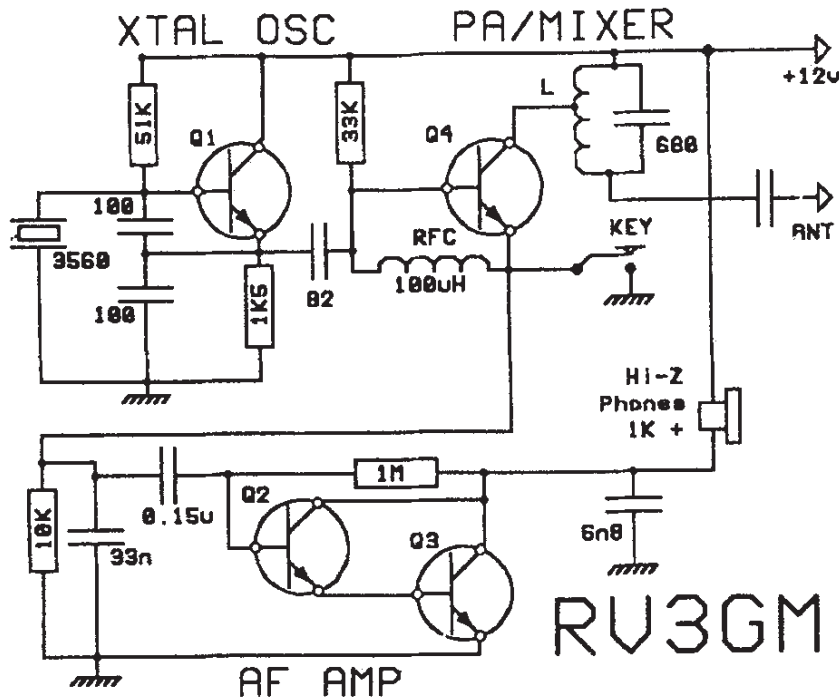 XTAL OSC
PA/MIXER
+12v
51K
Q1
33K
Q4
L
680
100
3560
100
1K5
82
RFC
100uH
KEY
ANT
Hi-Z
Phones
1K +
1M
Q2
0.15u
10K
33n
Q3
6n8
RV3GM
AF AMP